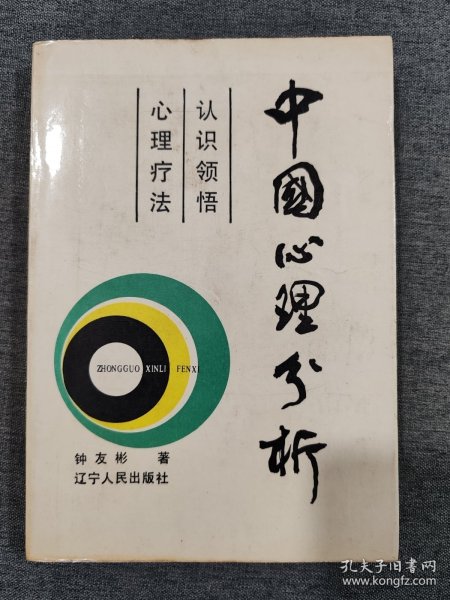 中國心理分析
认识领悟
心理疗法
ZHONGGUO XINLI FENXI
钟友彬 著
辽宁人民出版社
孔夫子旧书网
www.kongfz.com